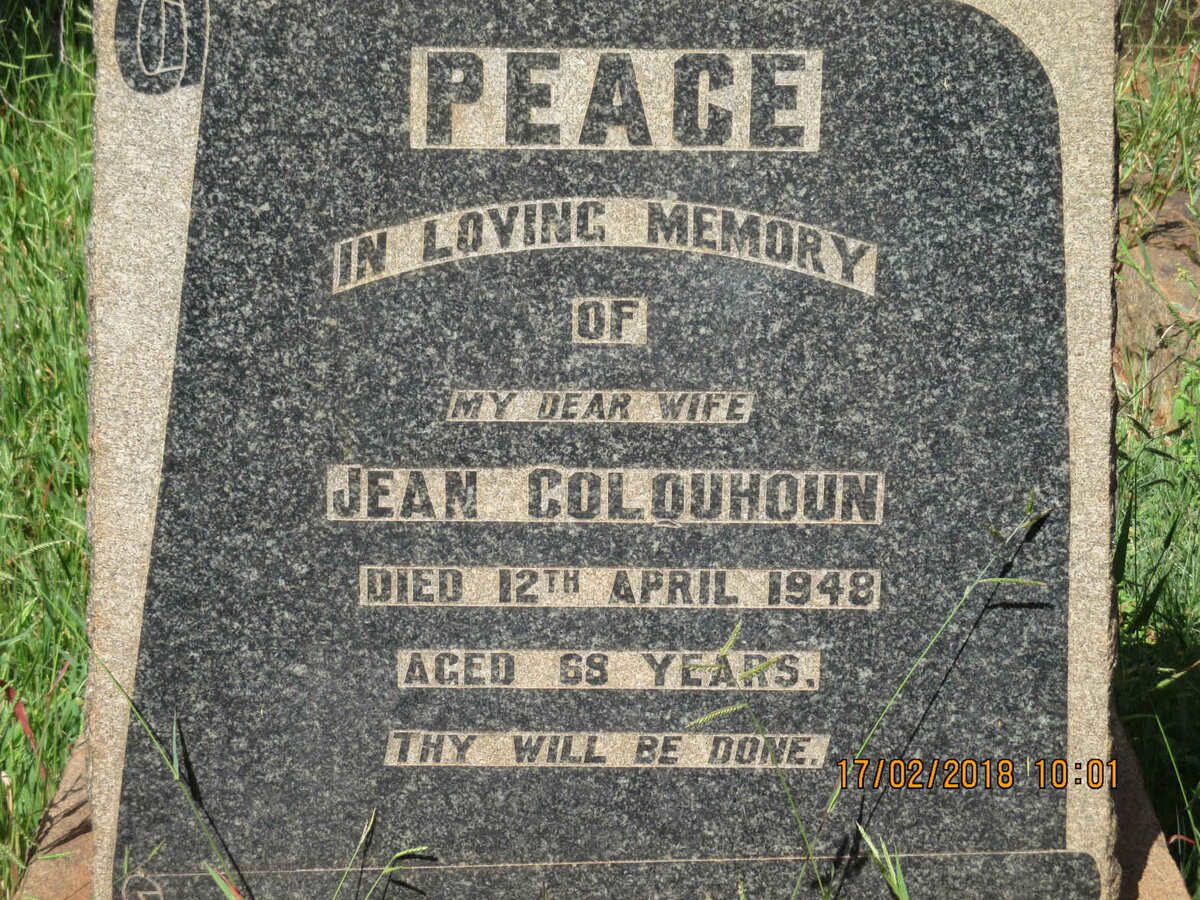 PEACE
IN LOVING MEMORY
OF
MY DEAR WIFE
JEAN COLQUHOUN
DIED 12TH APRIL 1948
AGED 68 YEARS.
THY WILL BE DONE.
17/02/2018 10:01